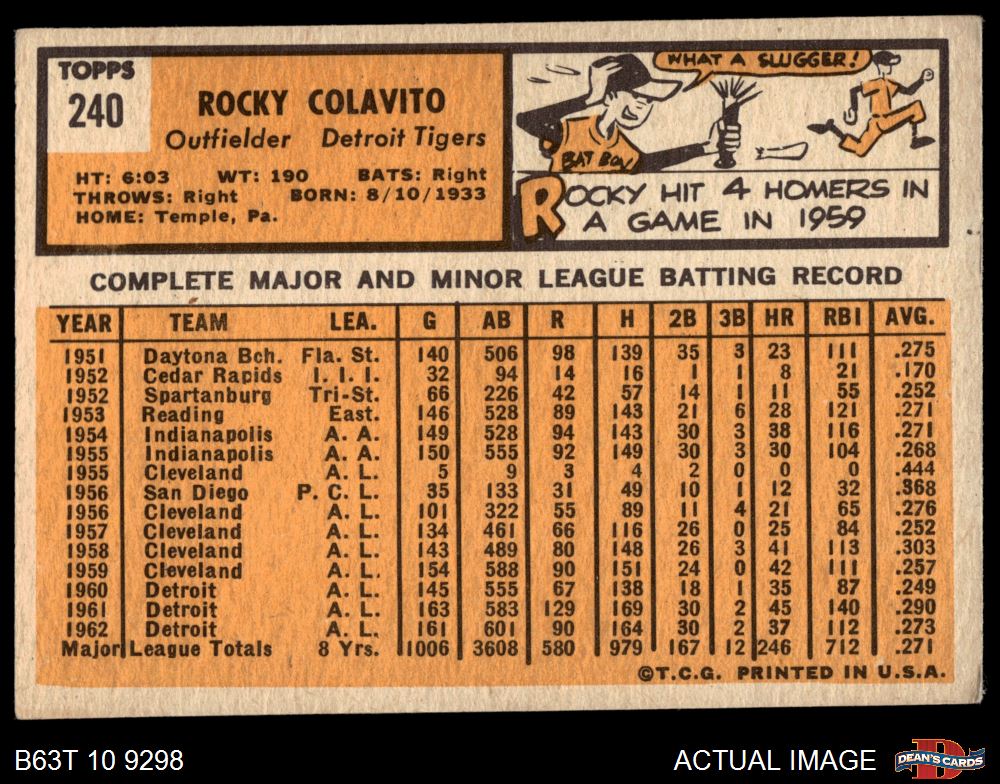 TOPPS
240
ROCKY COLAVITO
Outfielder Detroit Tigers
HT: 6:03 WT: 190 BATS: Right
THROWS: Right BORN: 8/10/1933
HOME: Temple, Pa.
WHAT A SLUGGER!
BAT BOY
ROCKY HIT 4 HOMERS IN
A GAME IN 1959
COMPLETE MAJOR AND MINOR LEAGUE BATTING RECORD
YEAR TEAM LEA. G AB R H 2B 3B HR RBI AVG.
1951 Daytona Bch. Fla. St. 140 506 98 139 35 3 23 111 .275
1952 Cedar Rapids I. I. I. 32 94 14 16 1 1 8 21 .170
1952 Spartanburg Tri-St. 66 226 42 57 14 1 11 55 .252
1953 Reading East. 146 528 89 143 21 6 28 121 .271
1954 Indianapolis A. A. 149 528 94 143 30 3 38 116 .271
1955 Indianapolis A. A. 150 555 92 149 30 3 30 104 .268
1955 Cleveland A. L. 5 9 3 4 2 0 0 0 .444
1956 San Diego P. C. L. 35 133 31 49 10 1 12 32 .368
1956 Cleveland A. L. 101 322 55 89 11 4 21 65 .276
1957 Cleveland A. L. 134 461 66 116 26 0 25 84 .252
1958 Cleveland A. L. 143 489 80 148 26 3 41 113 .303
1959 Cleveland A. L. 154 588 90 151 24 0 42 111 .257
1960 Detroit A. L. 145 555 67 138 18 1 35 87 .249
1961 Detroit A. L. 163 583 129 169 30 2 45 140 .290
1962 Detroit A. L. 161 601 90 164 30 2 37 112 .273
Major League Totals 8 Yrs. 1006 3608 580 979 167 12 246 712 .271
©T.C.G. PRINTED IN U.S.A.
B63T 10 9298 ACTUAL IMAGE
D
DEAN'S CARDS